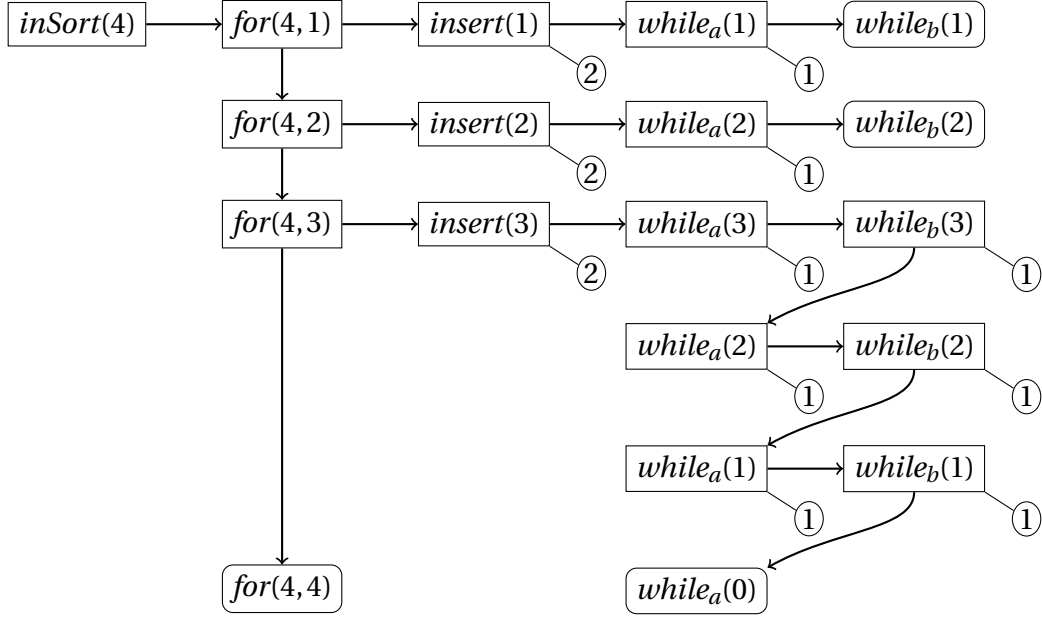 inSort(4) for(4,1) insert(1) while_a(1) while_b(1)
2 1
for(4,2) insert(2) while_a(2) while_b(2)
2 1
for(4,3) insert(3) while_a(3) while_b(3)
2 1 1
while_a(2) while_b(2)
1 1
while_a(1) while_b(1)
1 1
for(4,4) while_a(0)